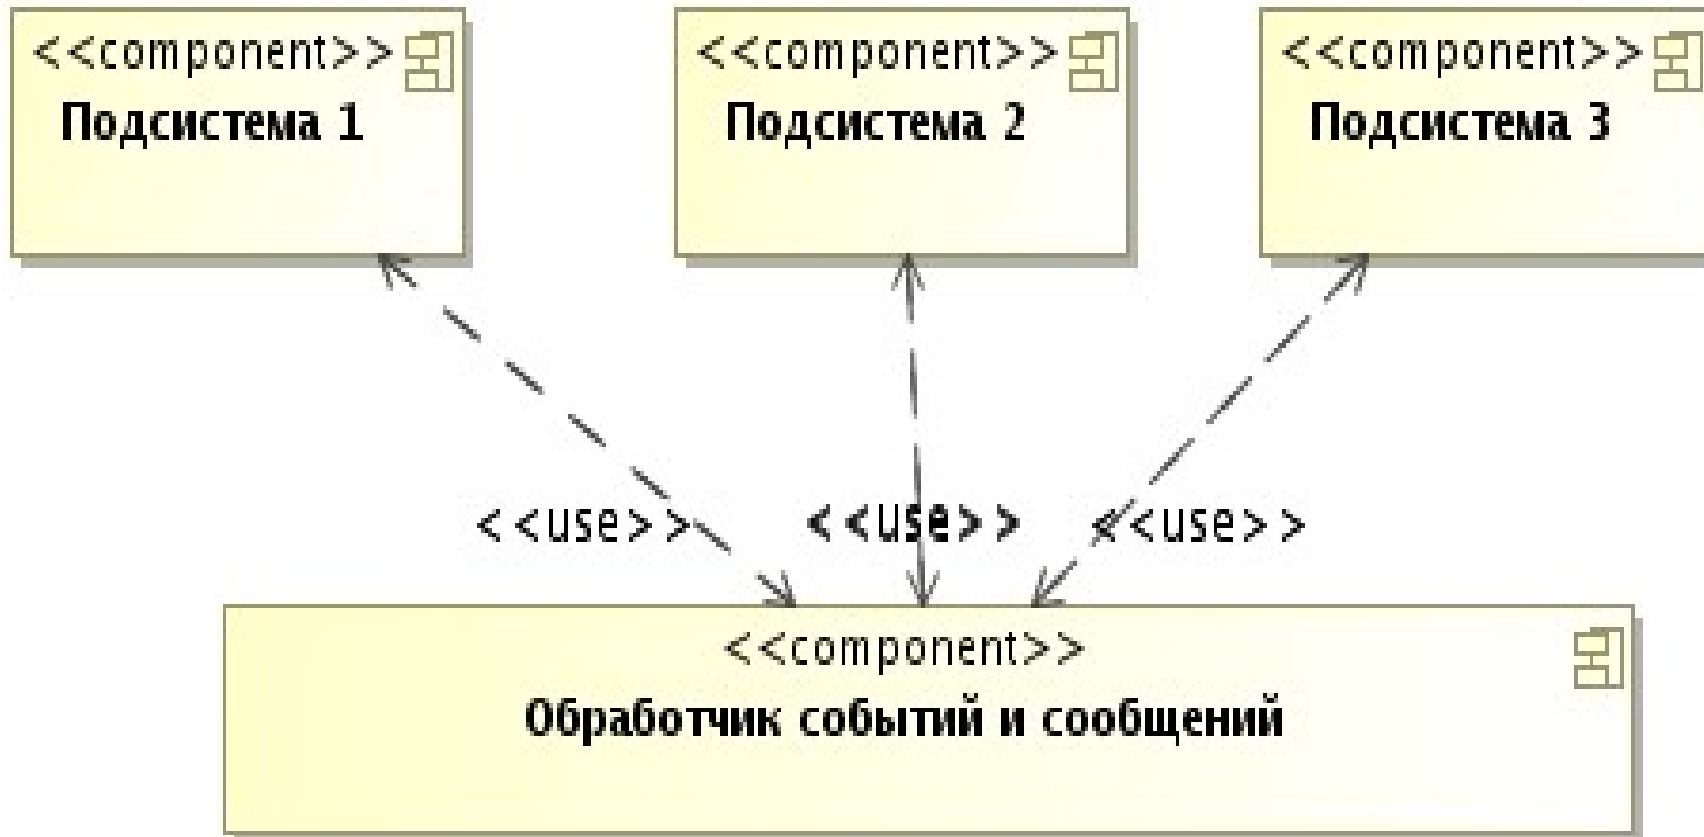 <<component>>
Подсистема 1
<<component>>
Подсистема 2
<<component>>
Подсистема 3
<<use>>
<<use>>
<<use>>
<<component>>
Обработчик событий и сообщений